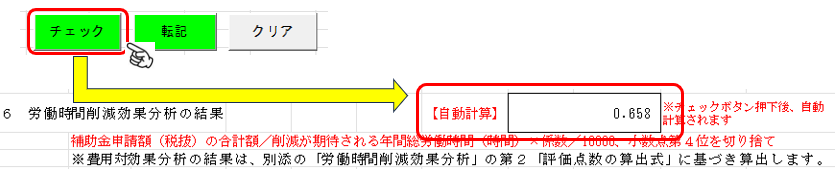 チェック 転記 クリア
6 労働時間削減効果分析の結果 【自動計算】 0.658 ※チェックボタン押下後、自動
計算されます
補助金申請額（税抜）の合計額／削減が期待される年間総労働時間（時間）×係数／10000、小数点第４位を切り捨て
※費用対効果分析の結果は、別添の「労働時間削減効果分析」の第２「評価点数の算出式」に基づき算出します。